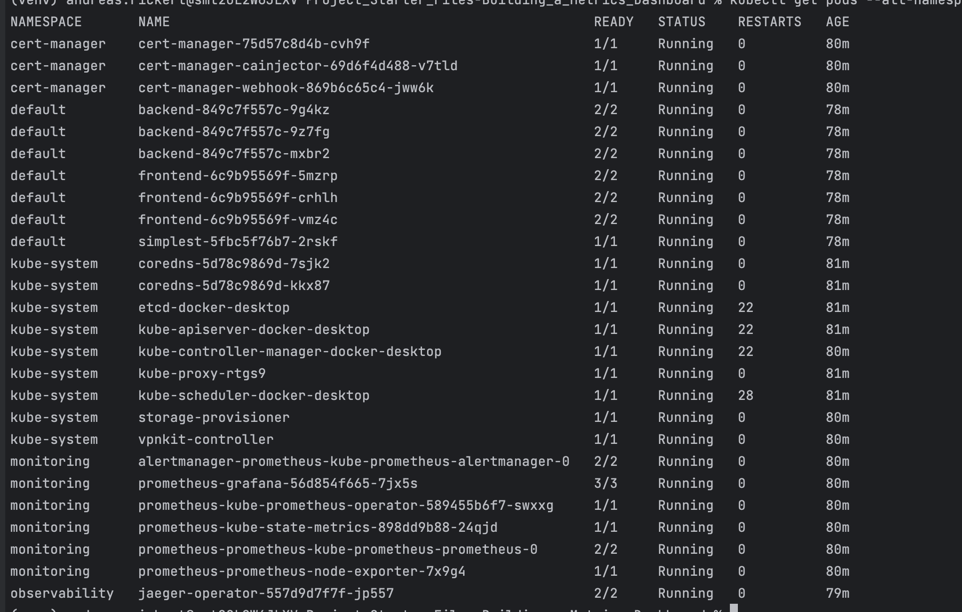 NAMESPACE NAME READY STATUS RESTARTS AGE
cert-manager cert-manager-75d57c8d4b-cvh9f 1/1 Running 0 80m
cert-manager cert-manager-cainjector-69d6f4d488-v7tld 1/1 Running 0 80m
cert-manager cert-manager-webhook-869b6c65c4-jww6k 1/1 Running 0 80m
default backend-849c7f557c-9g4kz 2/2 Running 0 78m
default backend-849c7f557c-9z7fg 2/2 Running 0 78m
default backend-849c7f557c-mxbr2 2/2 Running 0 78m
default frontend-6c9b95569f-5mzrp 2/2 Running 0 78m
default frontend-6c9b95569f-crhlh 2/2 Running 0 78m
default frontend-6c9b95569f-vmz4c 2/2 Running 0 78m
default simplest-5fbc5f76b7-2rskf 1/1 Running 0 78m
kube-system coredns-5d78c9869d-7sjk2 1/1 Running 0 81m
kube-system coredns-5d78c9869d-kkx87 1/1 Running 0 81m
kube-system etcd-docker-desktop 1/1 Running 22 81m
kube-system kube-apiserver-docker-desktop 1/1 Running 22 81m
kube-system kube-controller-manager-docker-desktop 1/1 Running 22 80m
kube-system kube-proxy-rtgs9 1/1 Running 0 81m
kube-system kube-scheduler-docker-desktop 1/1 Running 28 81m
kube-system storage-provisioner 1/1 Running 0 80m
kube-system vpnkit-controller 1/1 Running 0 80m
monitoring alertmanager-prometheus-kube-prometheus-alertmanager-0 2/2 Running 0 80m
monitoring prometheus-grafana-56d854f665-7jx5s 3/3 Running 0 80m
monitoring prometheus-kube-prometheus-operator-589455b6f7-swxxg 1/1 Running 0 80m
monitoring prometheus-kube-state-metrics-898dd9b88-24qjd 1/1 Running 0 80m
monitoring prometheus-prometheus-kube-prometheus-prometheus-0 2/2 Running 0 80m
monitoring prometheus-prometheus-node-exporter-7x9g4 1/1 Running 0 80m
observability jaeger-operator-557d9d7f7f-jp557 2/2 Running 0 79m